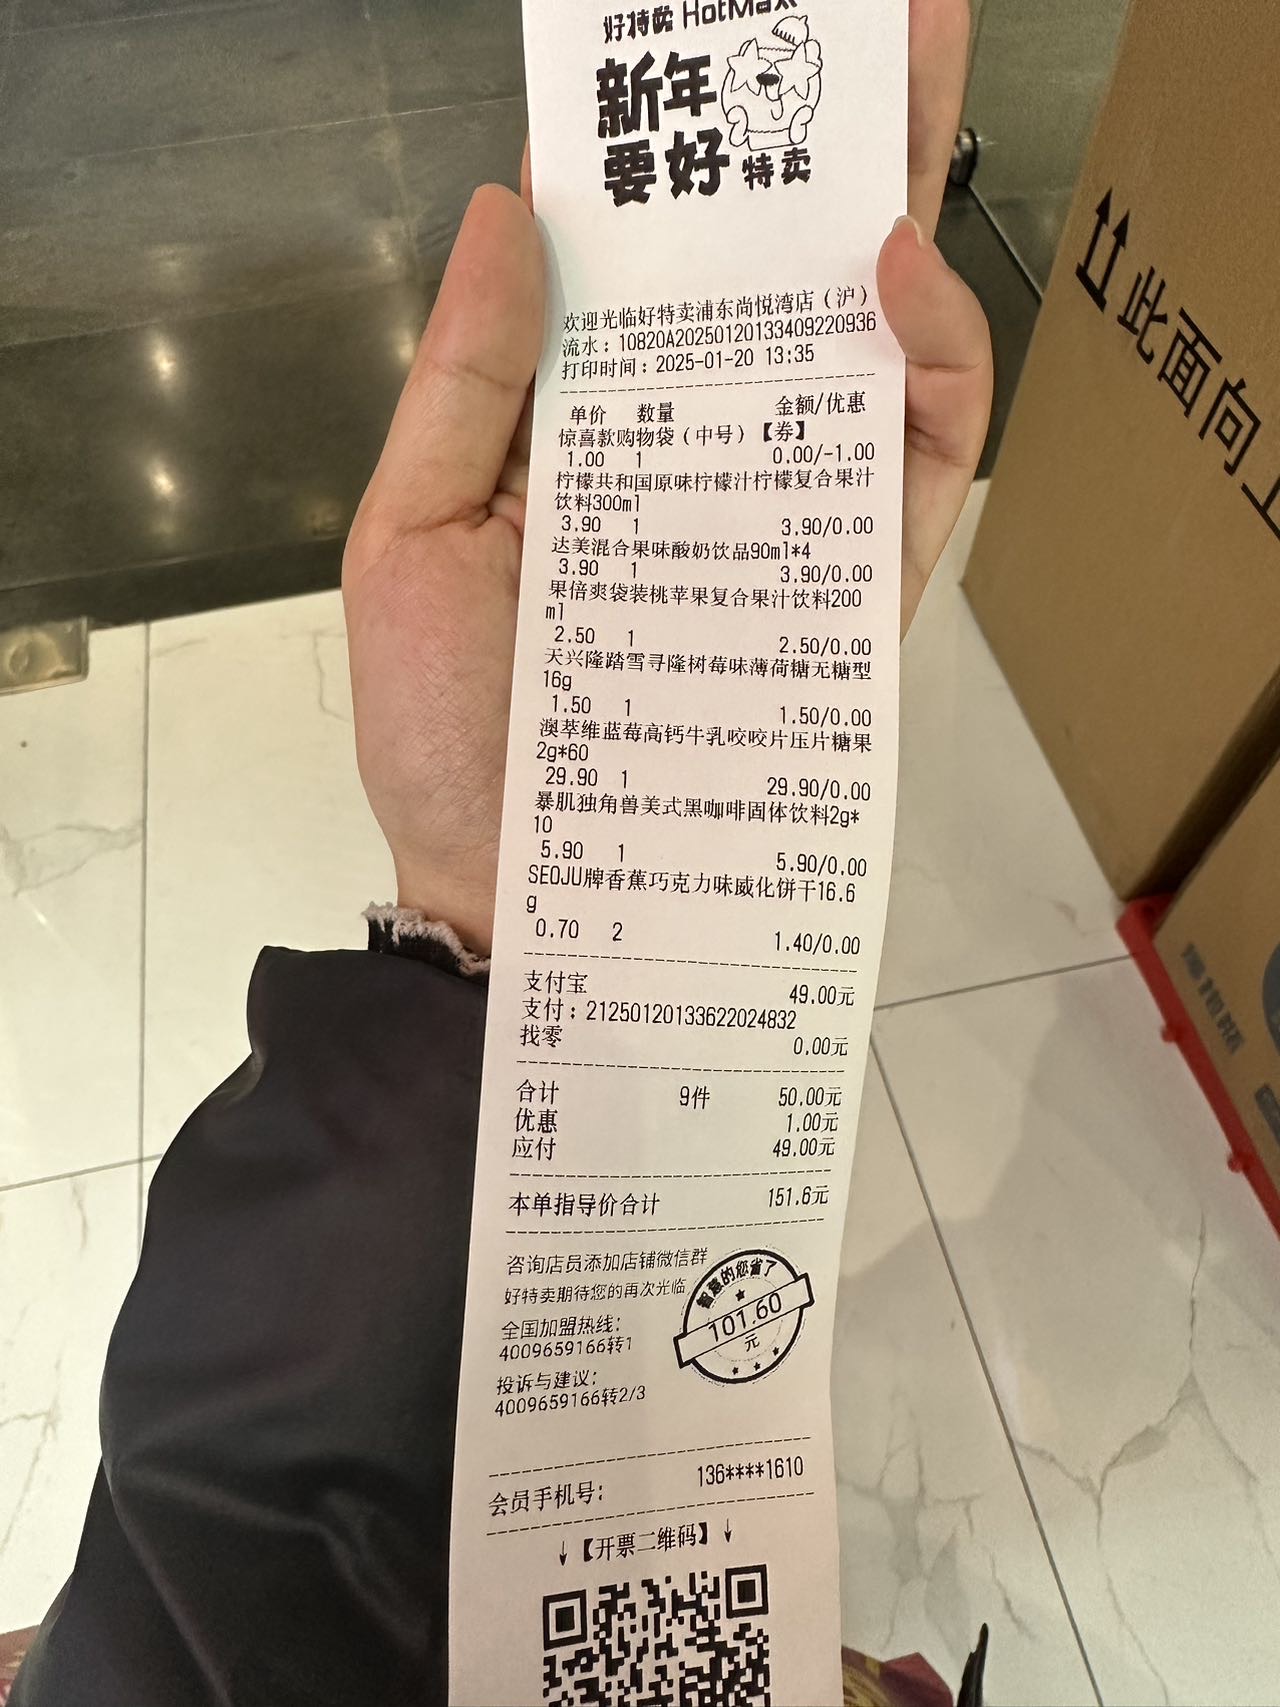 好特卖 HotMaxx
新年
要好特卖
欢迎光临好特卖浦东尚悦湾店（沪）
流水：10820A20250120133409220936
打印时间：2025-01-20 13:35
单价 数量 金额/优惠
惊喜款购物袋（中号）【券】
1.00 1 0.00/-1.00
柠檬共和国原味柠檬汁柠檬复合果汁
饮料300ml
3.90 1 3.90/0.00
达美混合果味酸奶饮品90ml*4
3.90 1 3.90/0.00
果倍爽袋装桃苹果复合果汁饮料200
ml
2.50 1 2.50/0.00
天兴隆踏雪寻隆树莓味薄荷糖无糖型
16g
1.50 1 1.50/0.00
澳萃维蓝莓高钙牛乳咬咬片压片糖果
2g*60
29.90 1 29.90/0.00
暴肌独角兽美式黑咖啡固体饮料2g*
10
5.90 1 5.90/0.00
SEOJU牌香蕉巧克力味威化饼干16.6
g
0.70 2 1.40/0.00
支付宝 49.00元
支付：21250120133622024832
找零 0.00元
合计 9件 50.00元
优惠 1.00元
应付 49.00元
本单指导价合计 151.6元
咨询店员添加店铺微信群
好特卖期待您的再次光临
智慧的您省了
101.60
元
全国加盟热线：
4009659166转1
投诉与建议：
4009659166转2/3
会员手机号： 136****1610
↓【开票二维码】↓
此面向上